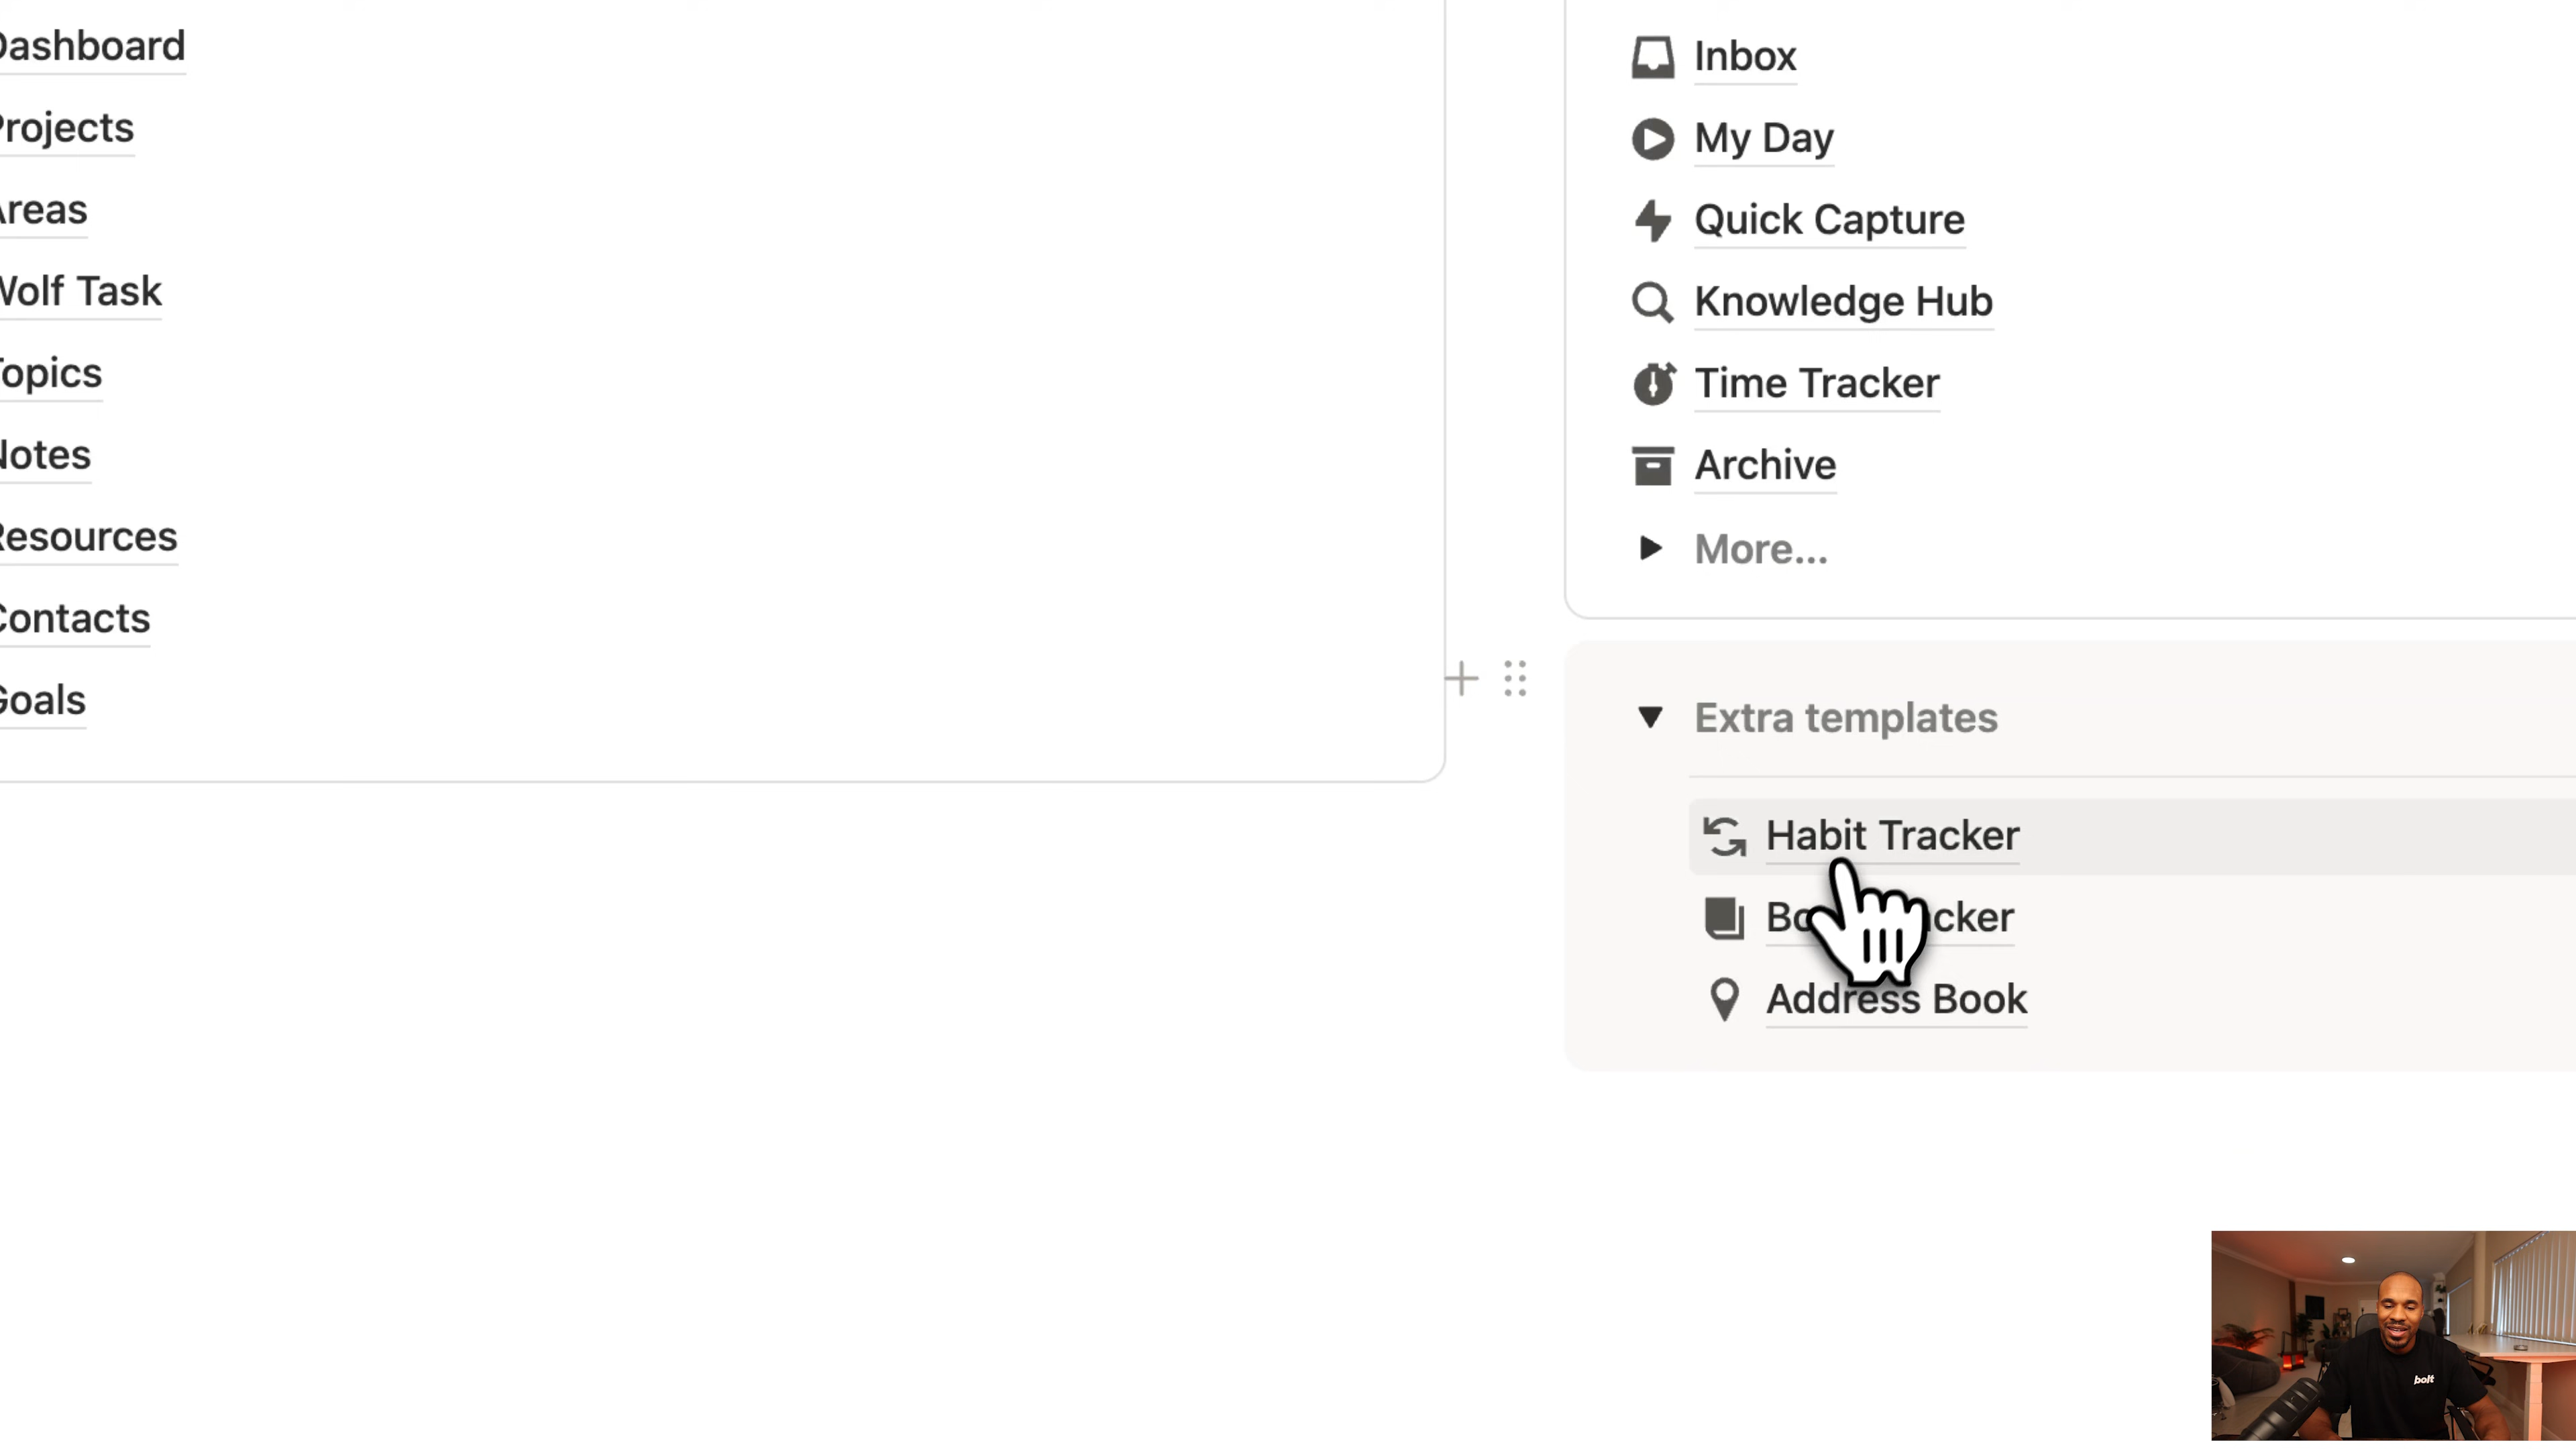 Dashboard
Projects
Areas
Wolf Task
Topics
Notes
Resources
Contacts
Goals
Inbox
My Day
Quick Capture
Knowledge Hub
Time Tracker
Archive
More...
Extra templates
Habit Tracker
Address Book
bolt